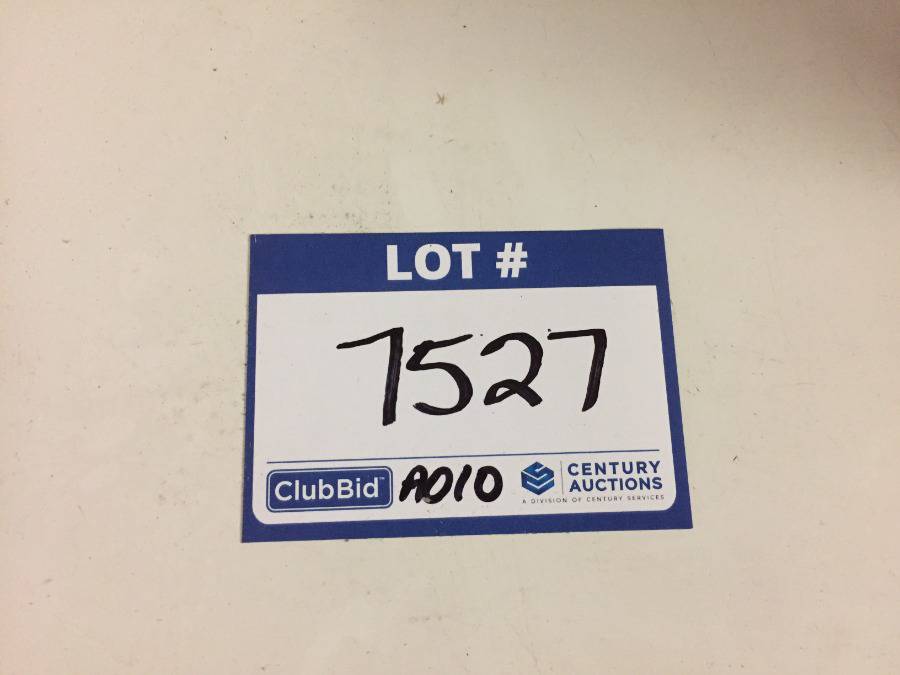 LOT #
7527
ClubBid™ A010 CENTURY AUCTIONS
A DIVISION OF CENTURY SERVICES